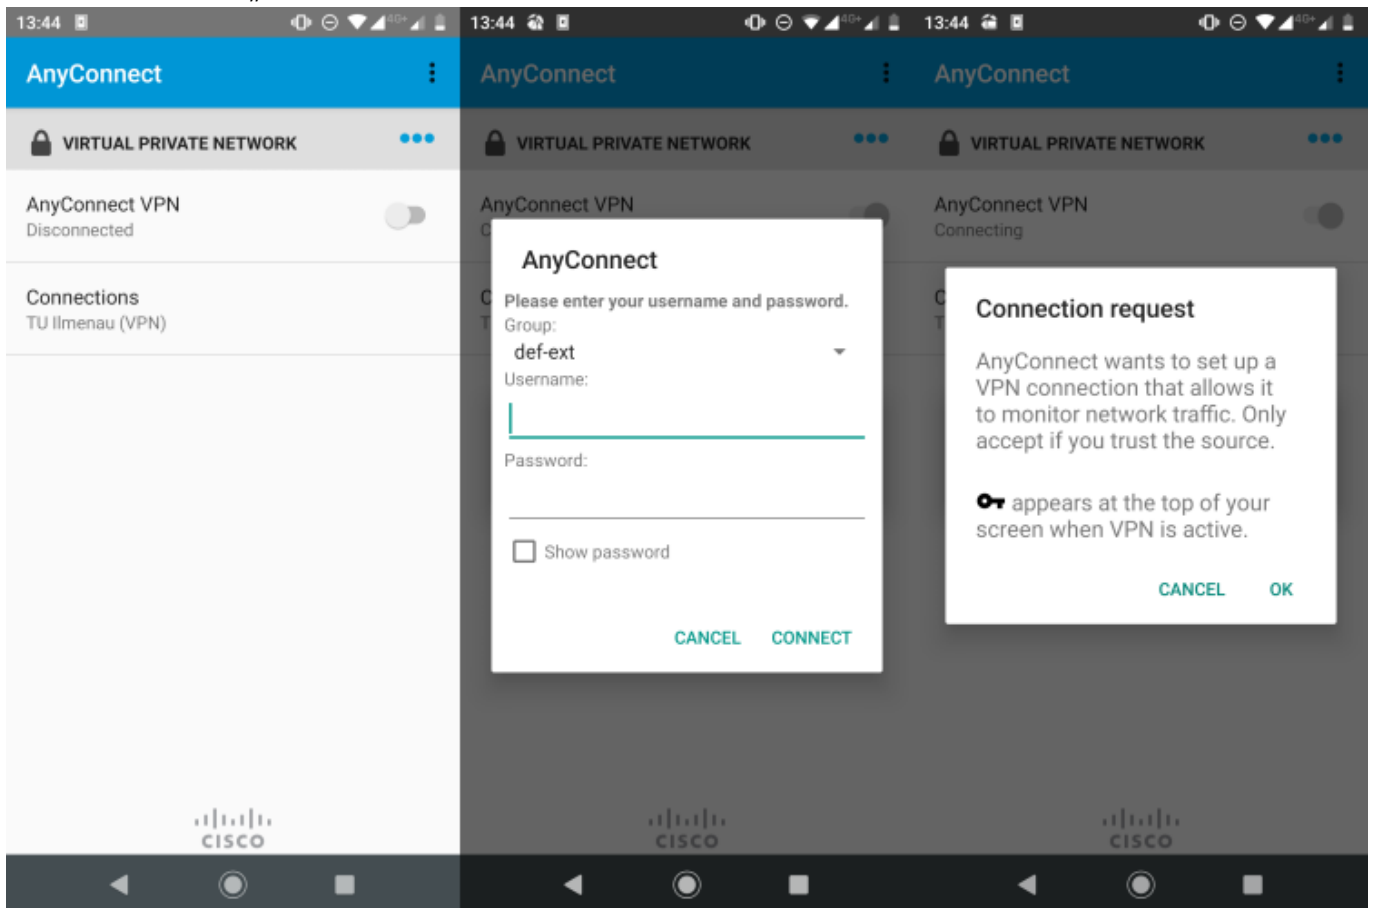 13:44
4G+
AnyConnect
VIRTUAL PRIVATE NETWORK
AnyConnect VPN
Disconnected
Connections
TU Ilmenau (VPN)
CISCO
13:44
4G+
AnyConnect
VIRTUAL PRIVATE NETWORK
AnyConnect VPN
C
C
T
AnyConnect
Please enter your username and password.
Group:
def-ext
Username:
Password:
Show password
CANCEL CONNECT
CISCO
13:44
4G+
AnyConnect
VIRTUAL PRIVATE NETWORK
AnyConnect VPN
Connecting
C
T
Connection request
AnyConnect wants to set up a
VPN connection that allows it
to monitor network traffic. Only
accept if you trust the source.
appears at the top of your
screen when VPN is active.
CANCEL OK
CISCO